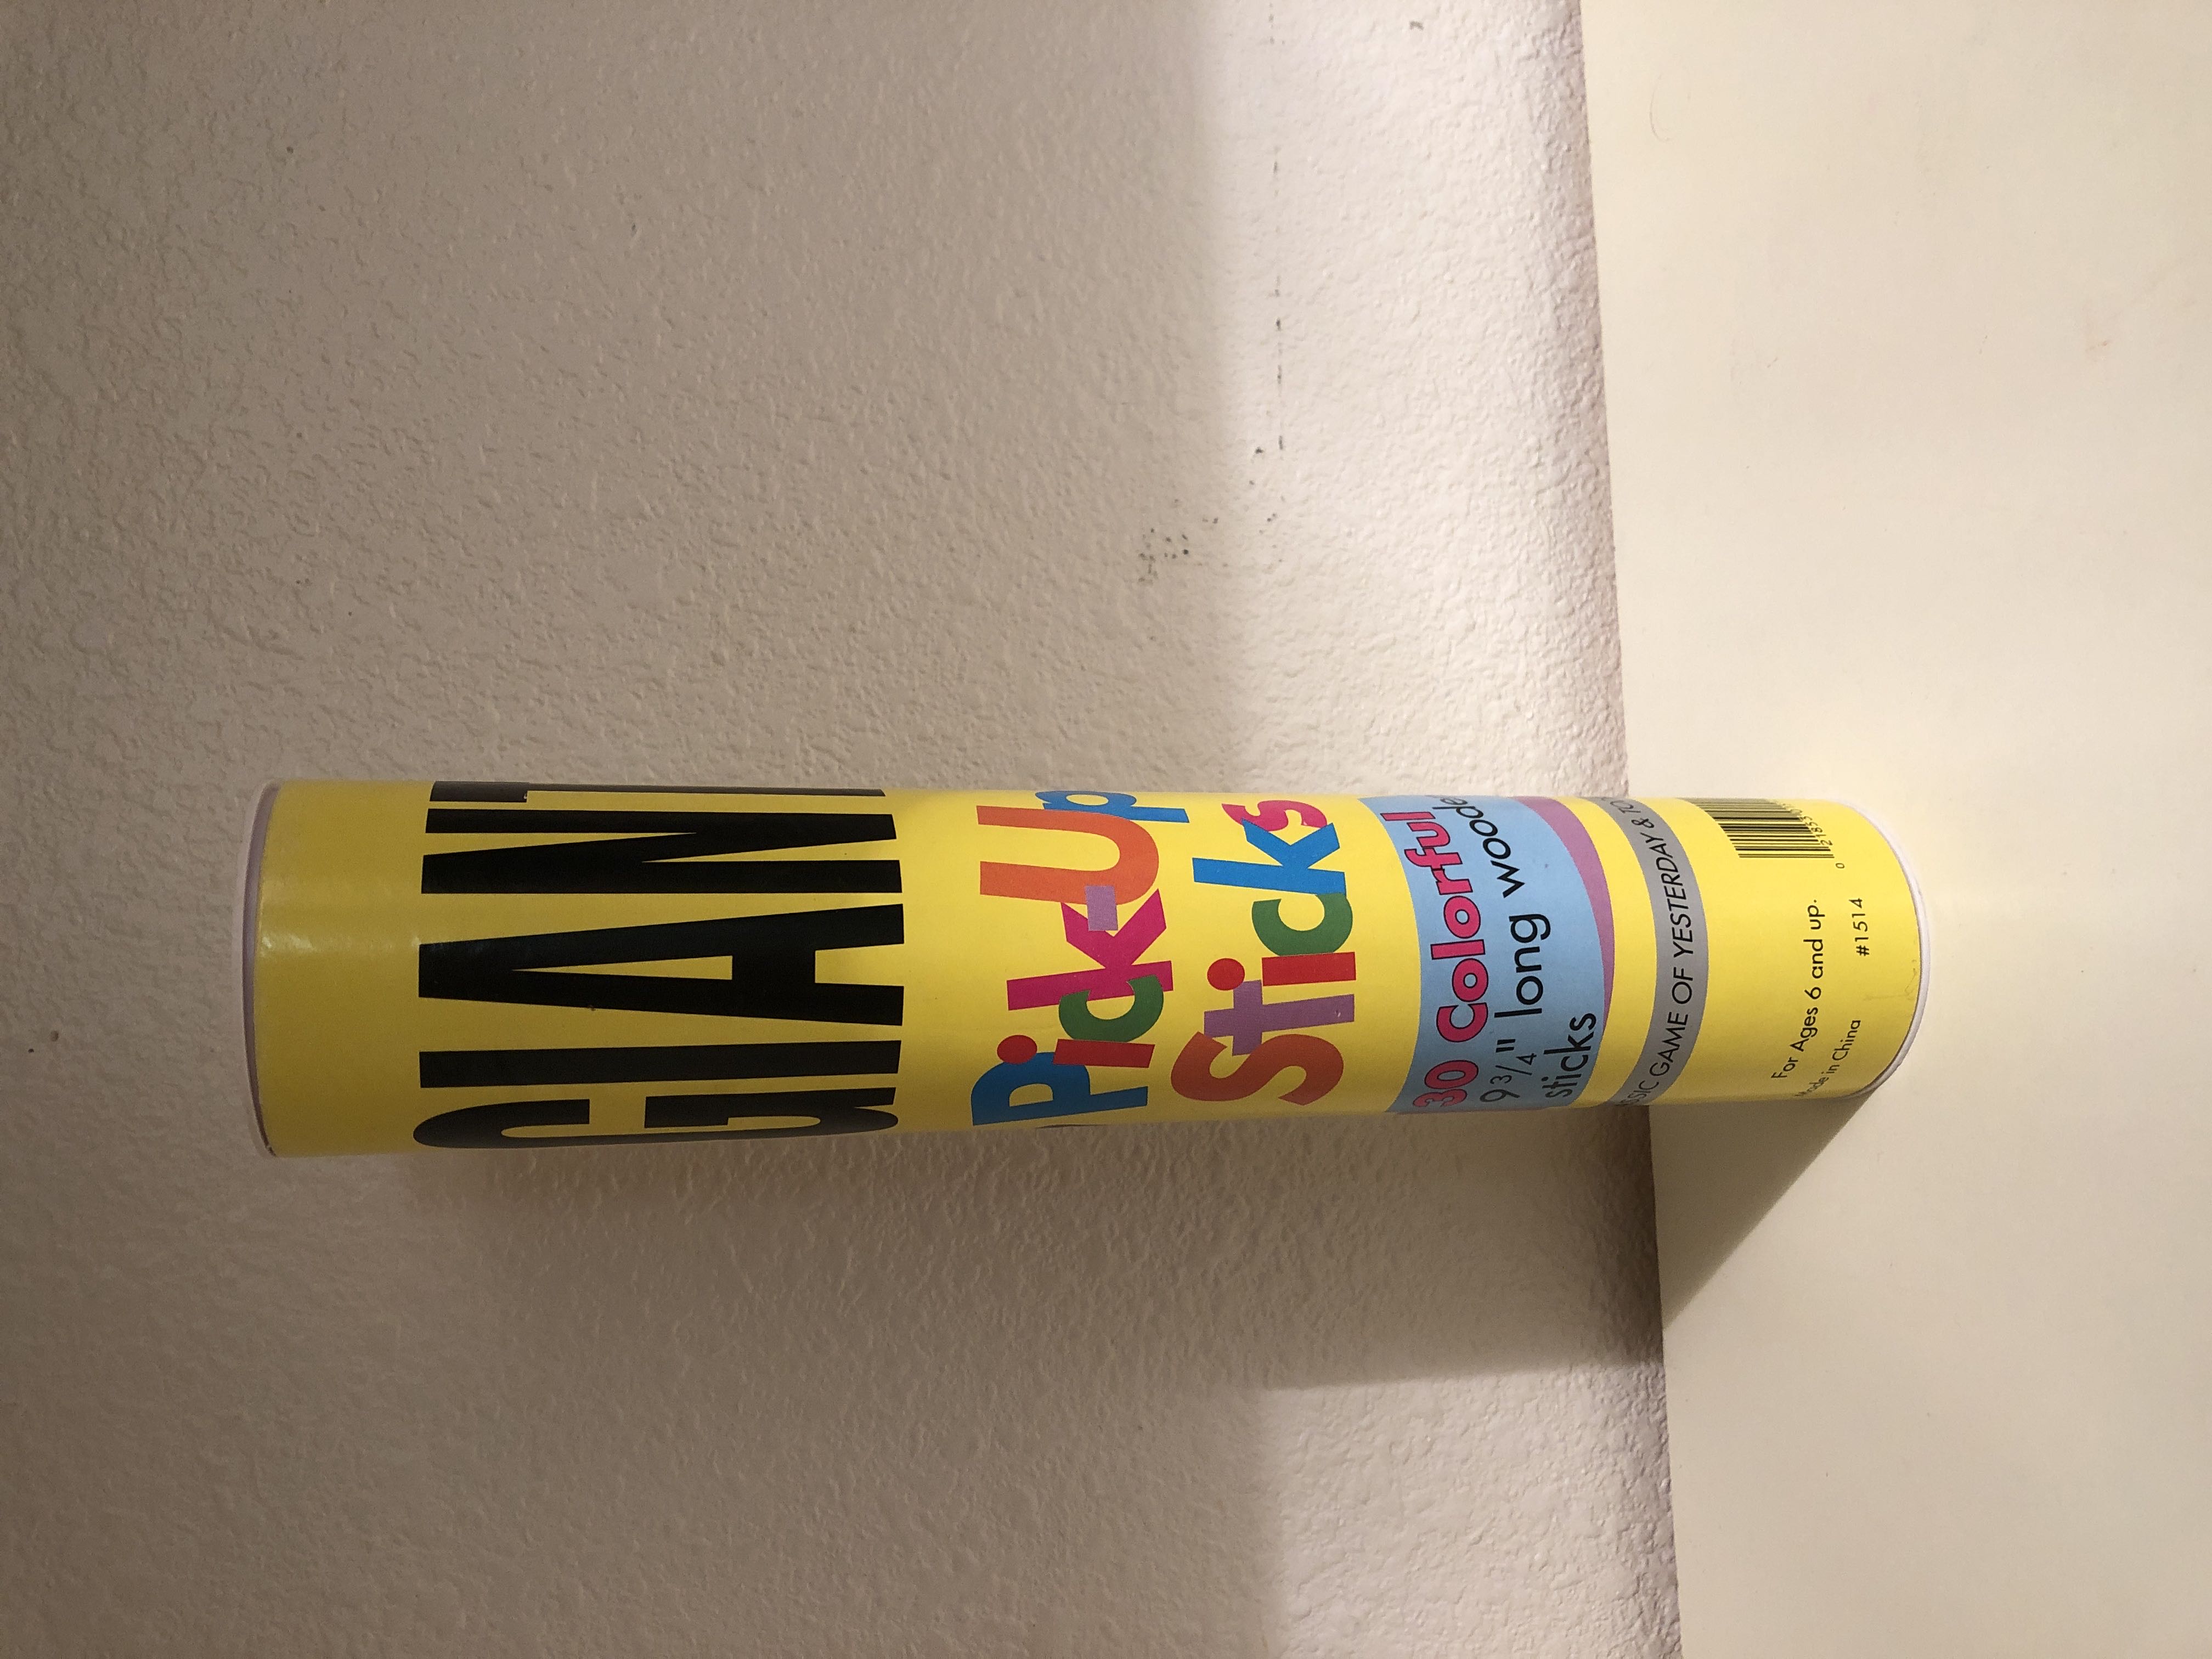 GIANT
Pick-Up
Sticks
30 Colorful
9 3/4" long
sticks
GAME OF YESTERDAY &
For Ages 6 and up.
Made in China
#1514